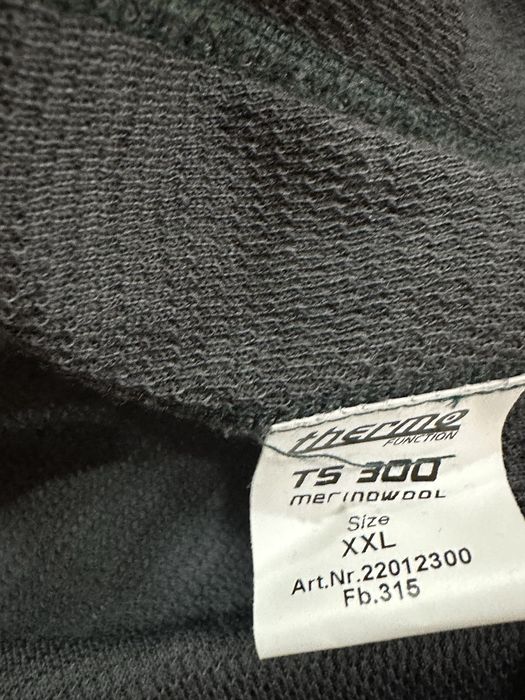 thermo
FUNCTION
TS 300
merinowool
Size
XXL
Art.Nr.22012300
Fb.315